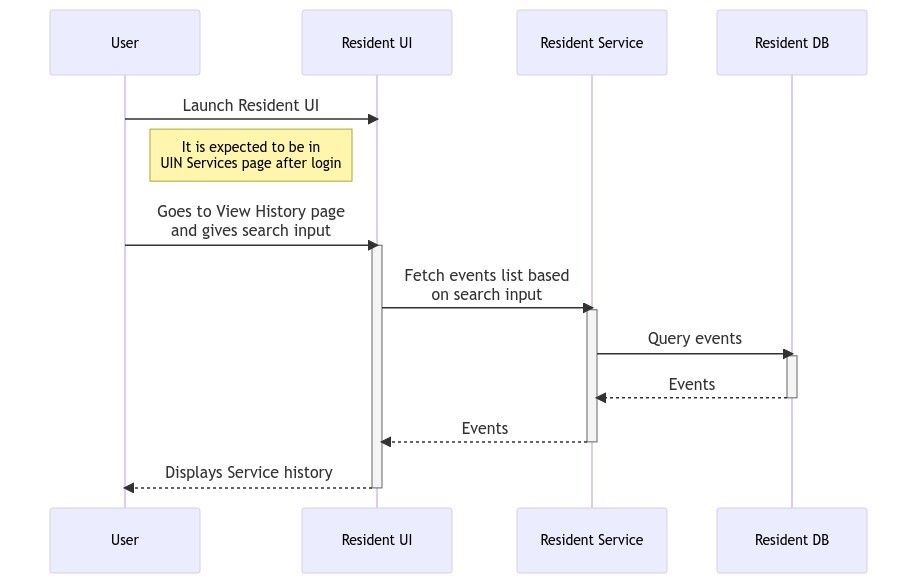 User
Resident UI
Resident Service
Resident DB
Launch Resident UI
It is expected to be in
UIN Services page after login
Goes to View History page
and gives search input
Fetch events list based
on search input
Query events
Events
Events
Displays Service history
User
Resident UI
Resident Service
Resident DB